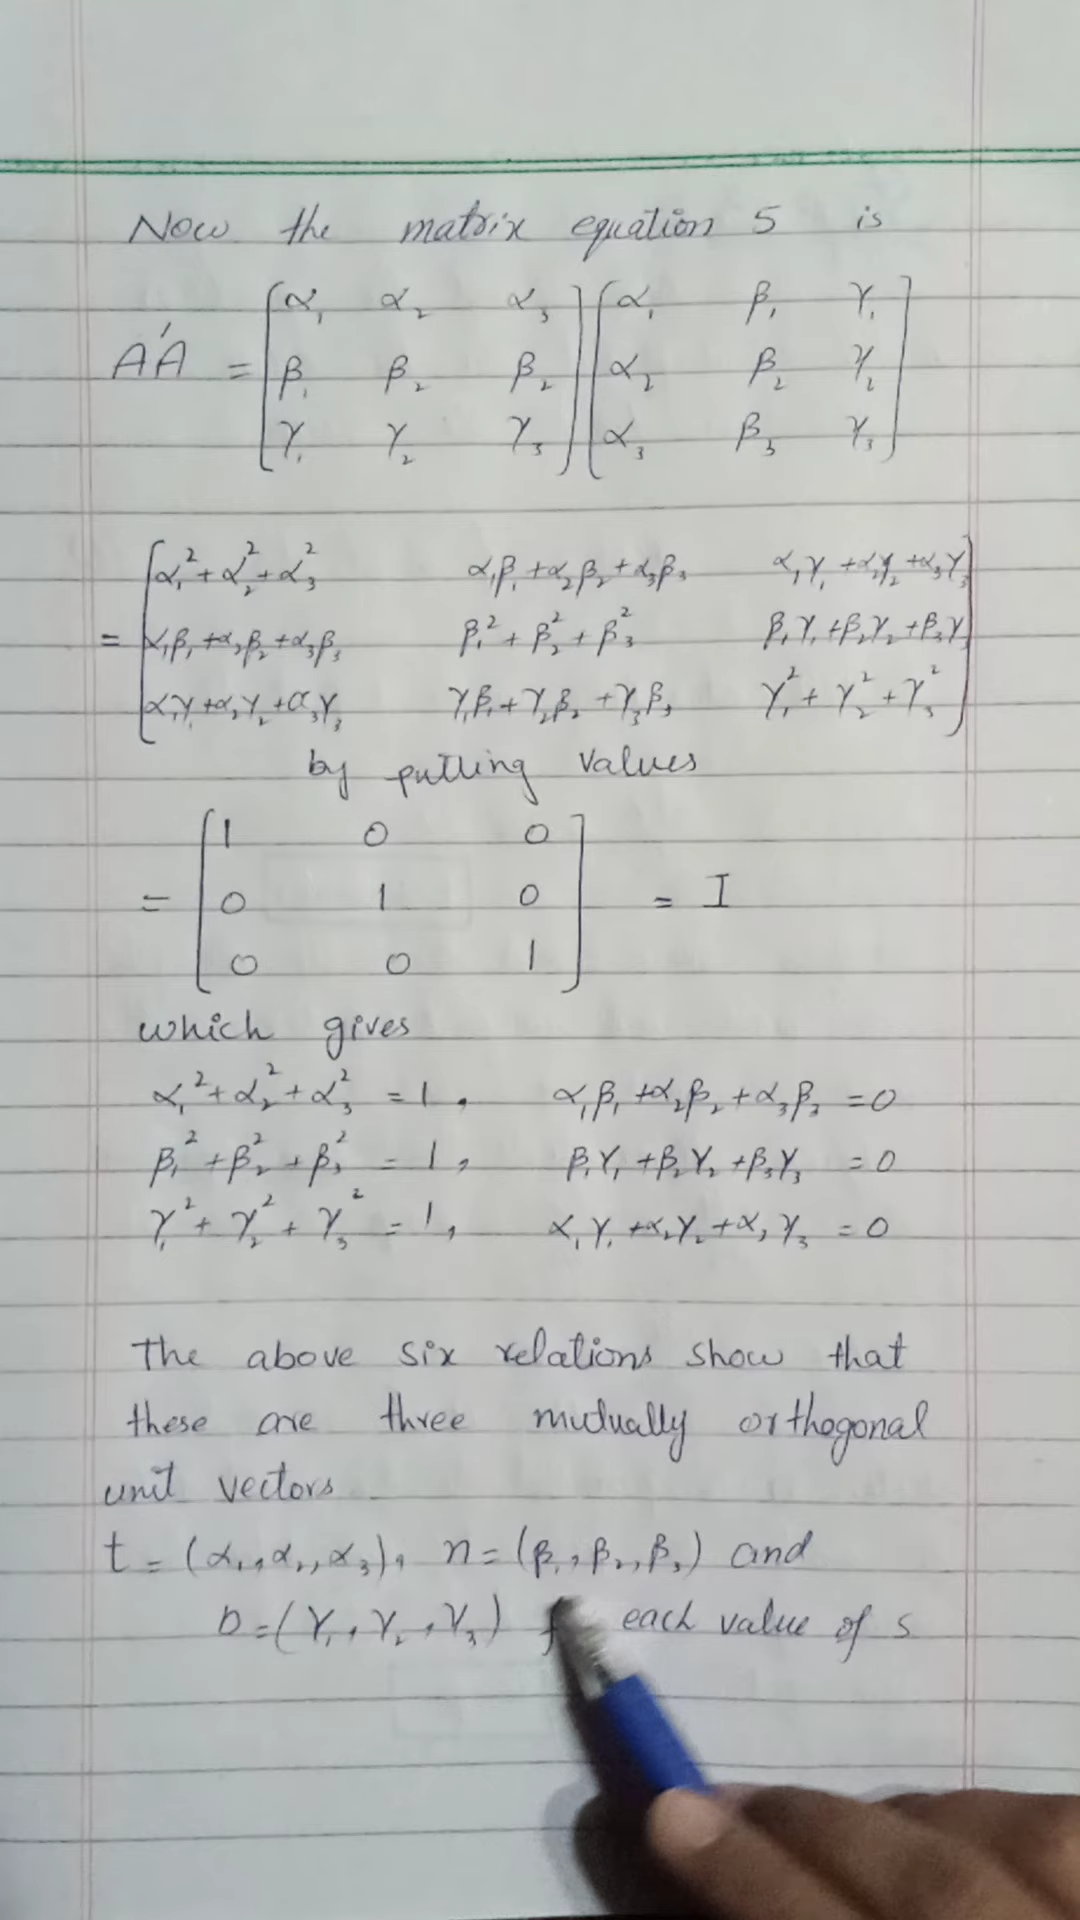 Now the matrix equation 5 is
A'A = [α₁ α₂ α₃] [α₁ β₁ γ₁]
[β₁ β₂ β₂] [α₂ β₂ γ₂]
[γ₁ γ₂ γ₃] [α₃ β₃ γ₃]
[α₁²+α₂²+α₃² α₁β₁+α₂β₂+α₃β₃ α₁γ₁+α₂γ₂+α₃γ₃]
= [α₁β₁+α₂β₂+α₃β₃ β₁²+β₂²+β₃² β₁γ₁+β₂γ₂+β₃γ₃]
[α₁γ₁+α₂γ₂+α₃γ₃ γ₁β₁+γ₂β₂+γ₃β₃ γ₁²+γ₂²+γ₃²]
by putting values
[1 0 0]
= [0 1 0] = I
[0 0 1]
which gives
α₁²+α₂²+α₃² = 1, α₁β₁+α₂β₂+α₃β₃ = 0
β₁²+β₂²+β₃² = 1, β₁γ₁+β₂γ₂+β₃γ₃ = 0
γ₁²+γ₂²+γ₃² = 1, α₁γ₁+α₂γ₂+α₃γ₃ = 0
The above six relations show that
these are three mutually orthogonal
unit vectors
t = (α₁, α₂, α₃), n = (β₁, β₂, β₃) and
b = (γ₁, γ₂, γ₃) each value of s